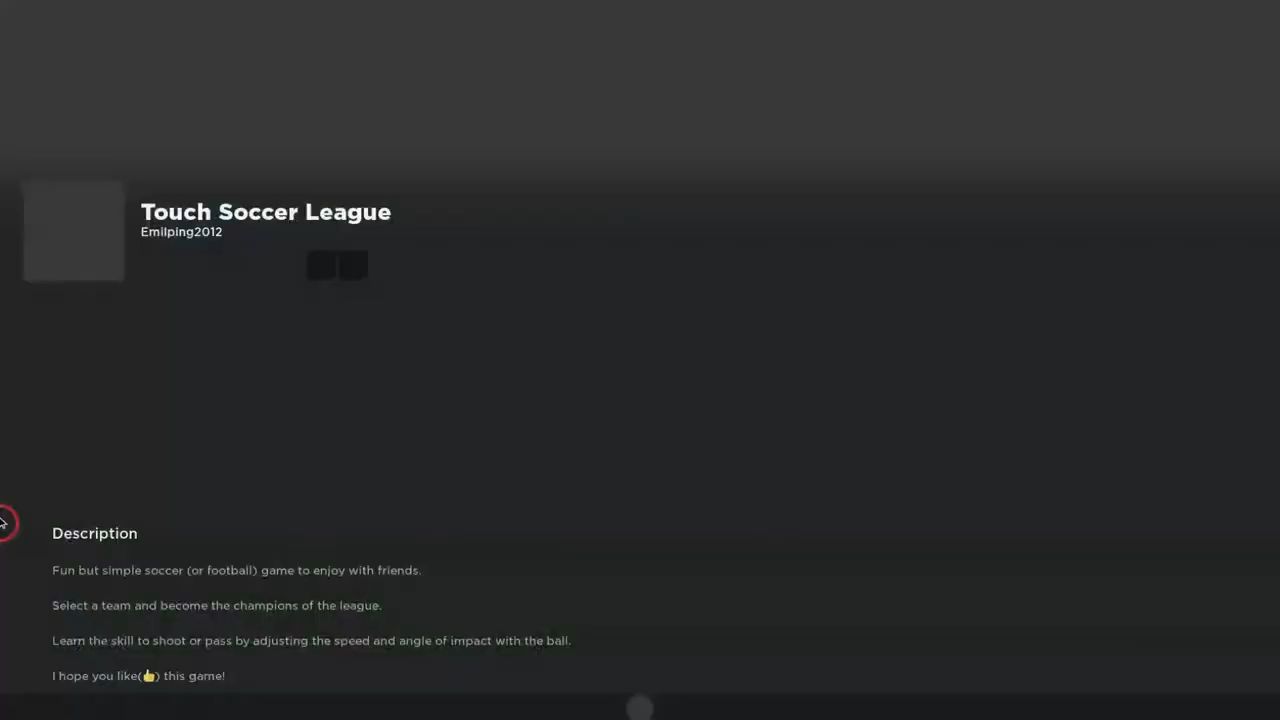 Touch Soccer League
Emilping2012
Description
Fun but simple soccer (or football) game to enjoy with friends.
Select a team and become the champions of the league.
Learn the skill to shoot or pass by adjusting the speed and angle of impact with the ball.
I hope you like(👍) this game!